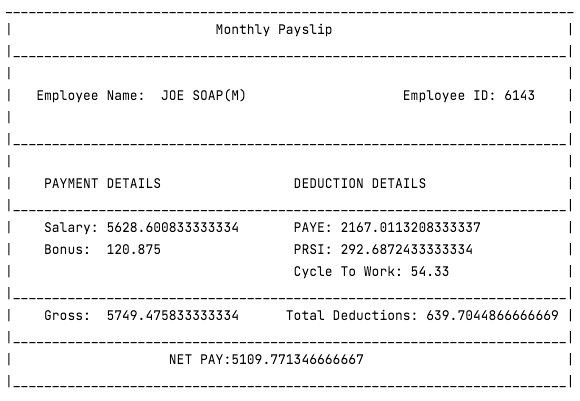 Monthly Payslip
Employee Name: JOE SOAP(M) Employee ID: 6143
PAYMENT DETAILS DEDUCTION DETAILS
Salary: 5628.600833333334 PAYE: 2167.0113208333337
Bonus: 120.875 PRSI: 292.6872433333334
Cycle To Work: 54.33
Gross: 5749.475833333334 Total Deductions: 639.7044866666669
NET PAY:5109.771346666667